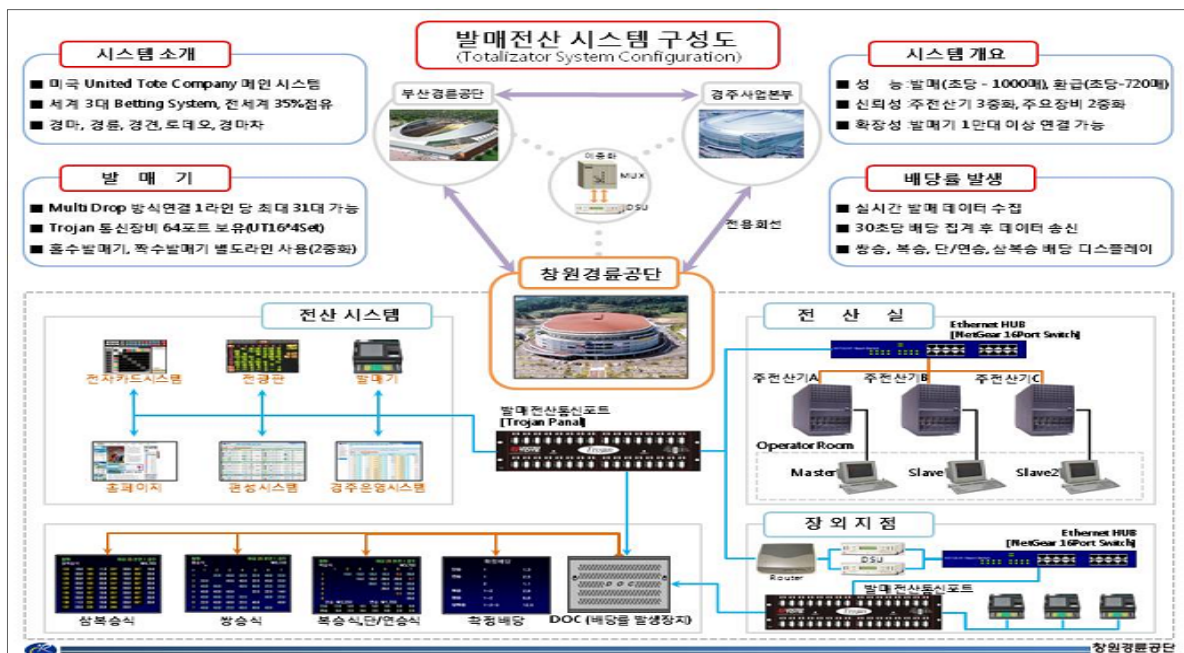 발매전산 시스템 구성도
(Totalizator System Configuration)
시스템 소개
■ 미국 United Tote Company 메인 시스템
■ 세계 3대 Betting System, 전세계 35%점유
■ 경마, 경륜, 경견,로데오, 경마차
시스템 개요
■ 성 능 :발매(초당 - 1000매), 환급(초당-720매)
■ 신뢰성 :주전산기 3중화, 주요장비 2중화
■ 확장성 :발매기 1만대 이상 연결 가능
부산경륜공단
경주사업본부
이중화
MUX
DSU
전용회선
발 매 기
■ Multi Drop 방식연결 1라인 당 최대 31대 가능
■ Trojan 통신장비 64포트 보유(UT16*4Set)
■ 홀수발매기, 짝수발매기 별도라인 사용(2중화)
배당률 발생
■ 실시간 발매 데이터 수집
■ 30초당 배당 집계 후 데이터 송신
■ 쌍승, 복승, 단/연승,삼복승 배당 디스플레이
창원경륜공단
전산 시스템
전자카드시스템
전광판
발매기
홈페이지
편성시스템
경주운영시스템
발매전산통신포트
[Trojan Panal]
Trojan
전 산 실
Ethernet HUB
[NetGear 16Port Switch]
주전산기A
주전산기B
주전산기C
Operator Room
Master
Slave
Slave2
장 외 지 점
Ethernet HUB
[NetGear 16Port Switch]
Router
DSU
발매전산통신포트
Trojan
삼복승식
쌍승식
복승식,단/연승식
확정배당
DOC (배당률 발생장치)
창원경륜공단